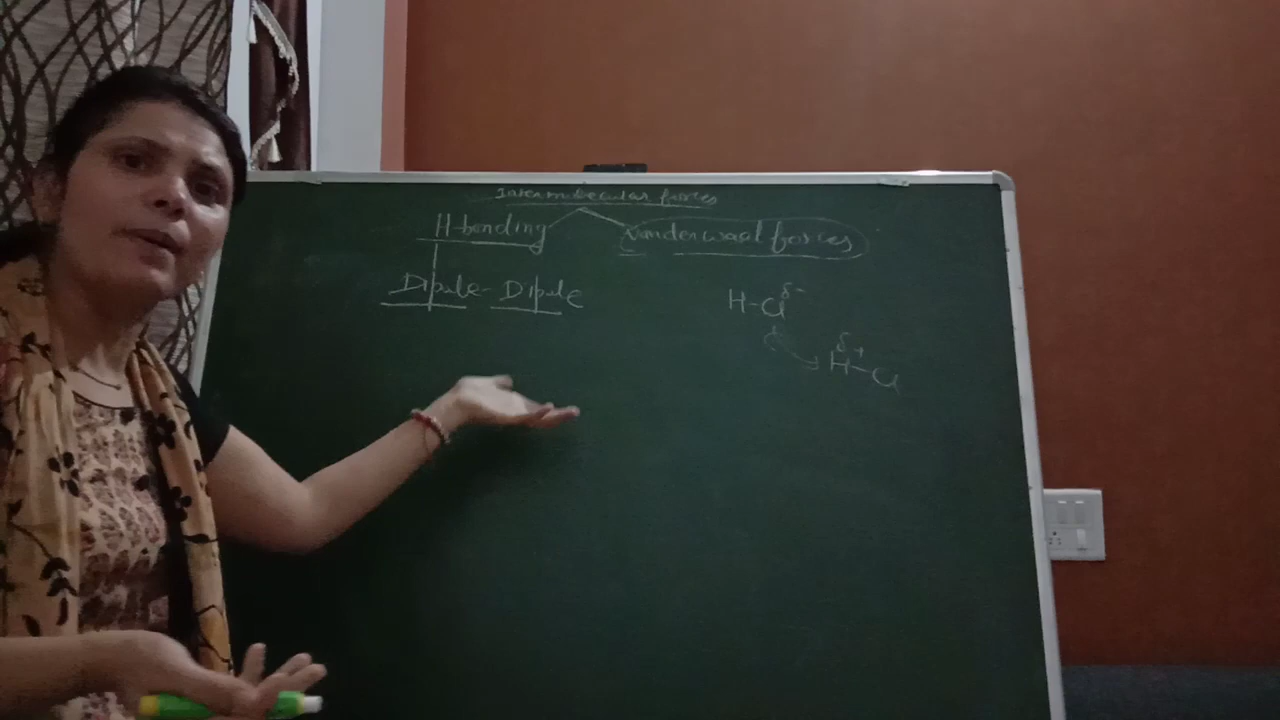 Intermolecular forces
H-bonding Vanderwaal forces
Dipole-Dipole
H-Cl δ-
δ+
H-Cl